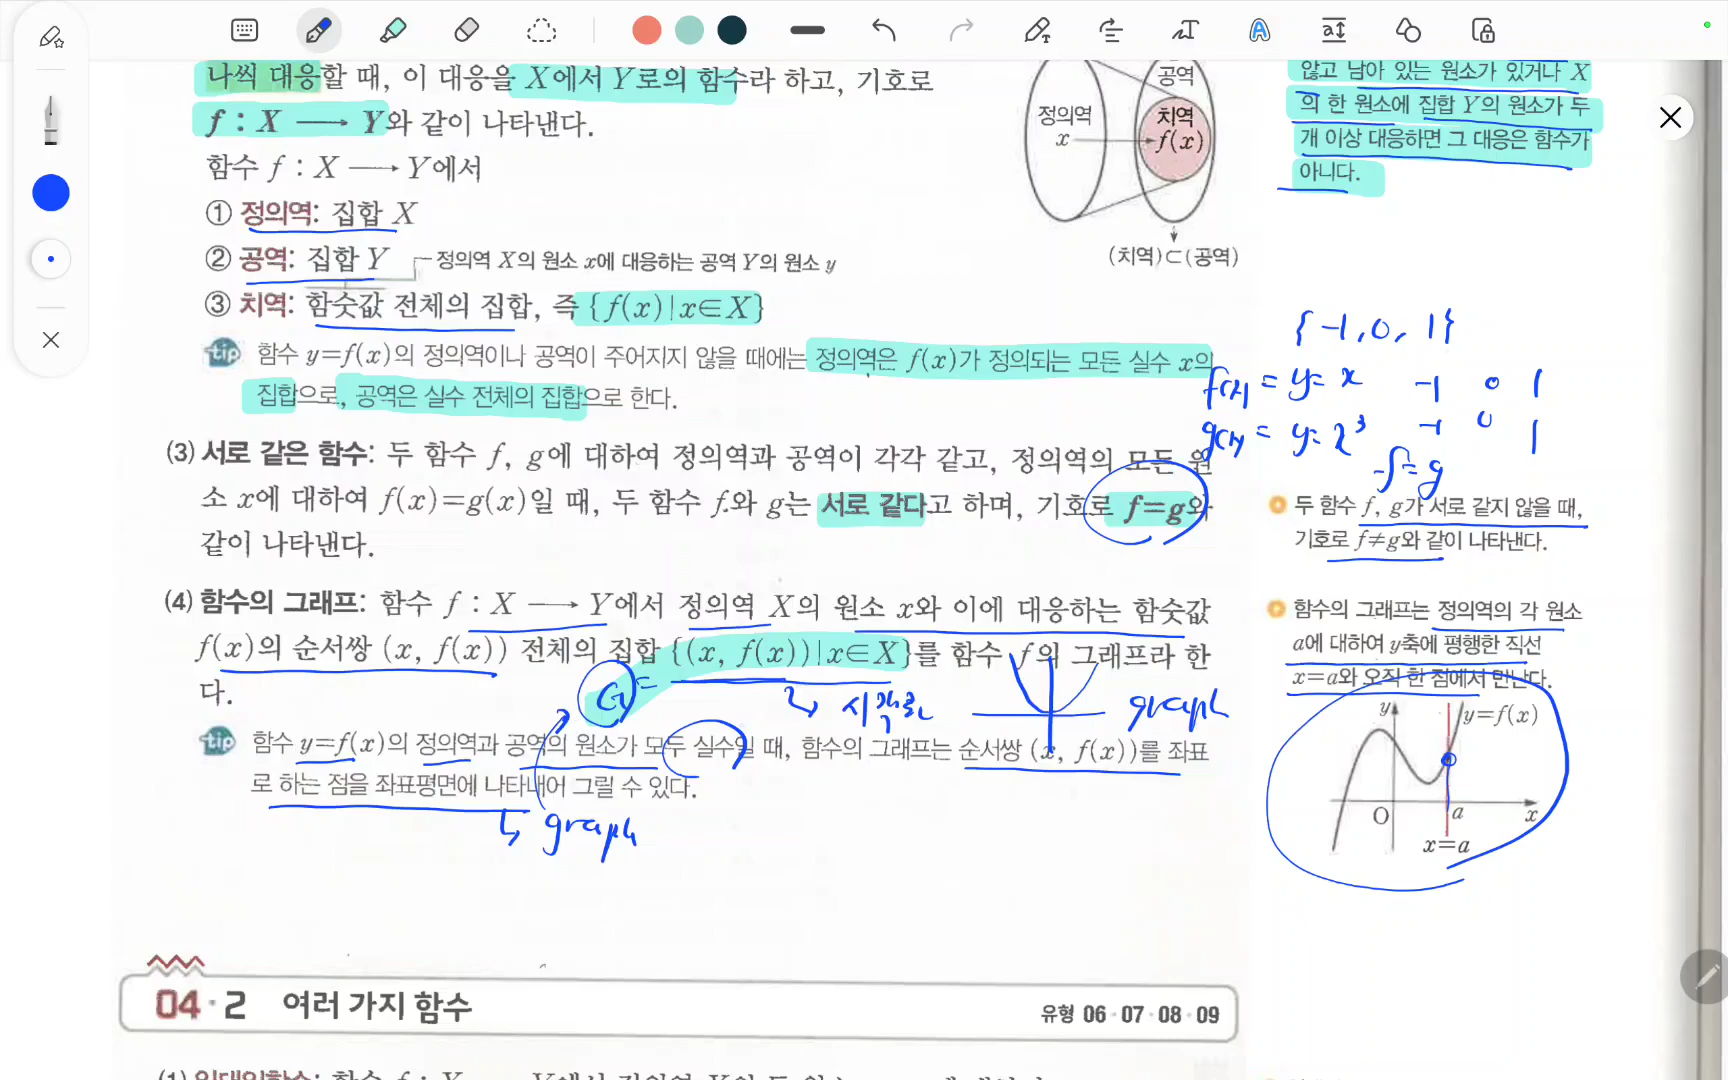 나씩 대응할 때, 이 대응을 X에서 Y로의 함수라 하고, 기호로
f : X ⟶ Y와 같이 나타낸다.
함수 f : X ⟶ Y에서
① 정의역: 집합 X
② 공역: 집합 Y
정의역 X의 원소 x에 대응하는 공역 Y의 원소 y
③ 치역: 함숫값 전체의 집합, 즉 {f(x)|x∈X}
tip 함수 y=f(x)의 정의역이나 공역이 주어지지 않을 때에는 정의역은 f(x)가 정의되는 모든 실수 x의
집합으로, 공역은 실수 전체의 집합으로 한다.
정의역
x
공역
치역
f(x)
(치역)⊂(공역)
않고 남아 있는 원소가 있거나 X
의 한 원소에 집합 Y의 원소가 두
개 이상 대응하면 그 대응은 함수가
아니다.
{-1, 0, 1}
f(x) = y= x -1 0 1
g(x) = y= x³ -1 0 1
f=g
(3) 서로 같은 함수: 두 함수 f, g에 대하여 정의역과 공역이 각각 같고, 정의역의 모든 원
소 x에 대하여 f(x)=g(x)일 때, 두 함수 f와 g는 서로 같다고 하며, 기호로 f=g와
같이 나타낸다.
두 함수 f, g가 서로 같지 않을 때,
기호로 f≠g와 같이 나타낸다.
(4) 함수의 그래프: 함수 f : X ⟶ Y에서 정의역 X의 원소 x와 이에 대응하는 함숫값
f(x)의 순서쌍 (x, f(x)) 전체의 집합 {(x, f(x))|x∈X}를 함수 f의 그래프라 한
다.
G=
graph
tip 함수 y=f(x)의 정의역과 공역의 원소가 모두 실수일 때, 함수의 그래프는 순서쌍 (x, f(x))를 좌표
로 하는 점을 좌표평면에 나타내어 그릴 수 있다.
graph
함수의 그래프는 정의역의 각 원소
a에 대하여 y축에 평행한 직선
x=a와 오직 한 점에서 만난다.
y
y=f(x)
O
a
x
x=a
04·2 여러 가지 함수
유형 06·07·08·09